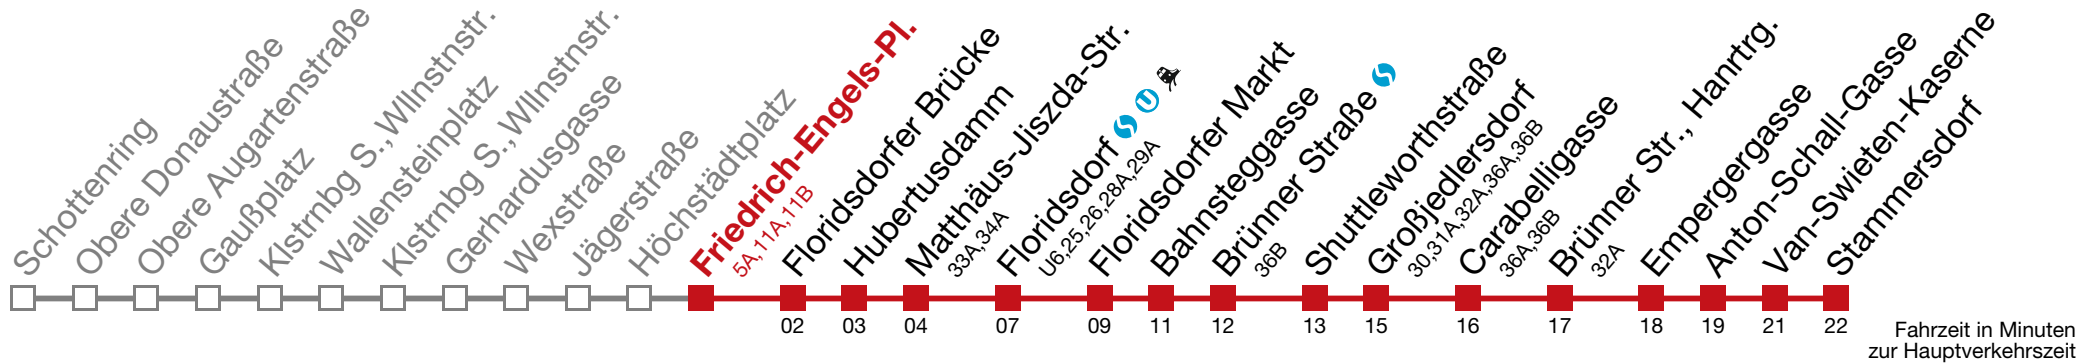 Schottenring
Obere Donaustraße
Obere Augartenstraße
Gaußplatz
Klstrnbg S., Wllnstnstr.
Wallensteinplatz
Klstrnbg S., Wllnstnstr.
Gerhardusgasse
Wexstraße
Jägerstraße
Höchstädtplatz
Friedrich-Engels-Pl.
5A,11A,11B
Floridsdorfer Brücke
Hubertusdamm
Matthäus-Jiszda-Str.
33A,34A
Floridsdorf
U6,25,26,28A,29A
Floridsdorfer Markt
Bahnsteggasse
Brünner Straße
36B
Shuttleworthstraße
Großjedlersdorf
30,31A,32A,36A,36B
Carabelligasse
36A,36B
Brünner Str., Hanrtrg.
32A
Empergergasse
Anton-Schall-Gasse
Van-Swieten-Kaserne
Stammersdorf
02 03 04 07 09 11 12 13 15 16 17 18 19 21 22
Fahrzeit in Minuten
zur Hauptverkehrszeit